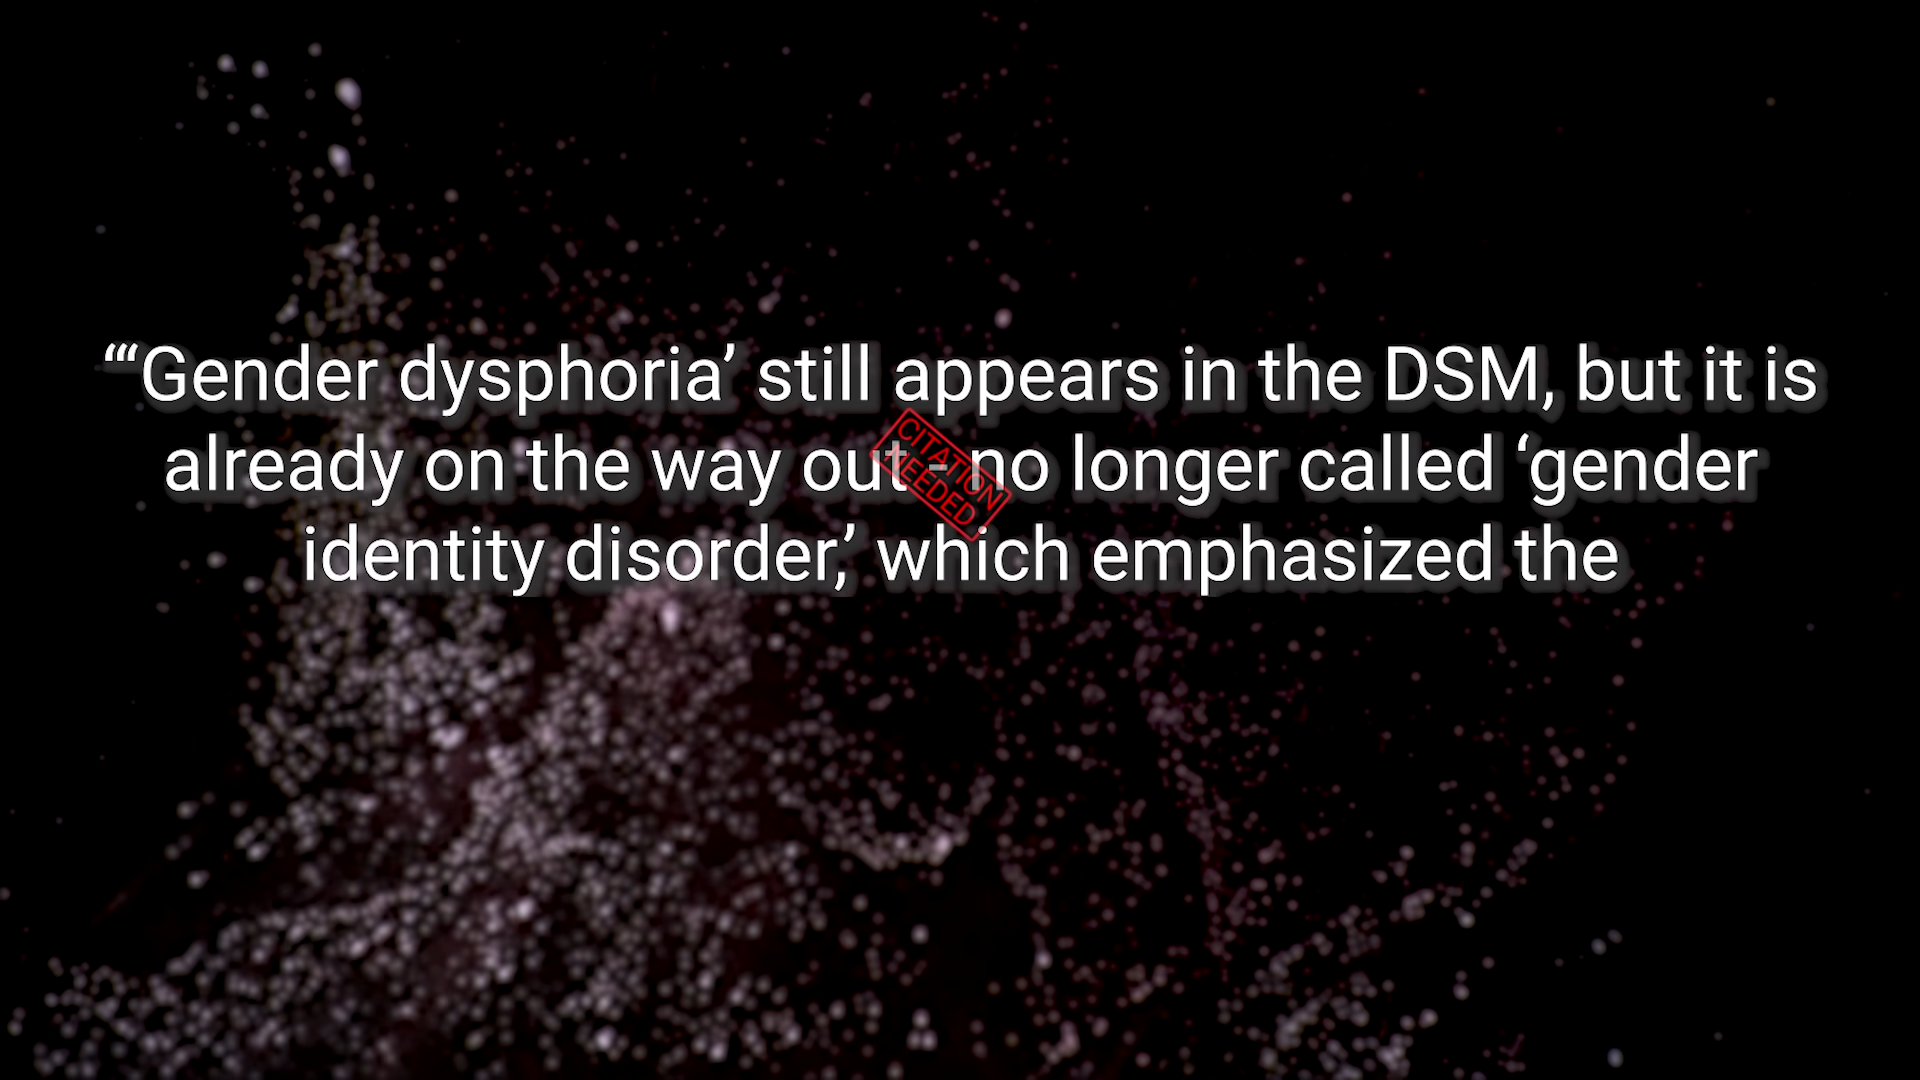 “‘Gender dysphoria’ still appears in the DSM, but it is
already on the way out - no longer called ‘gender
CITATION
NEEDED
identity disorder,’ which emphasized the